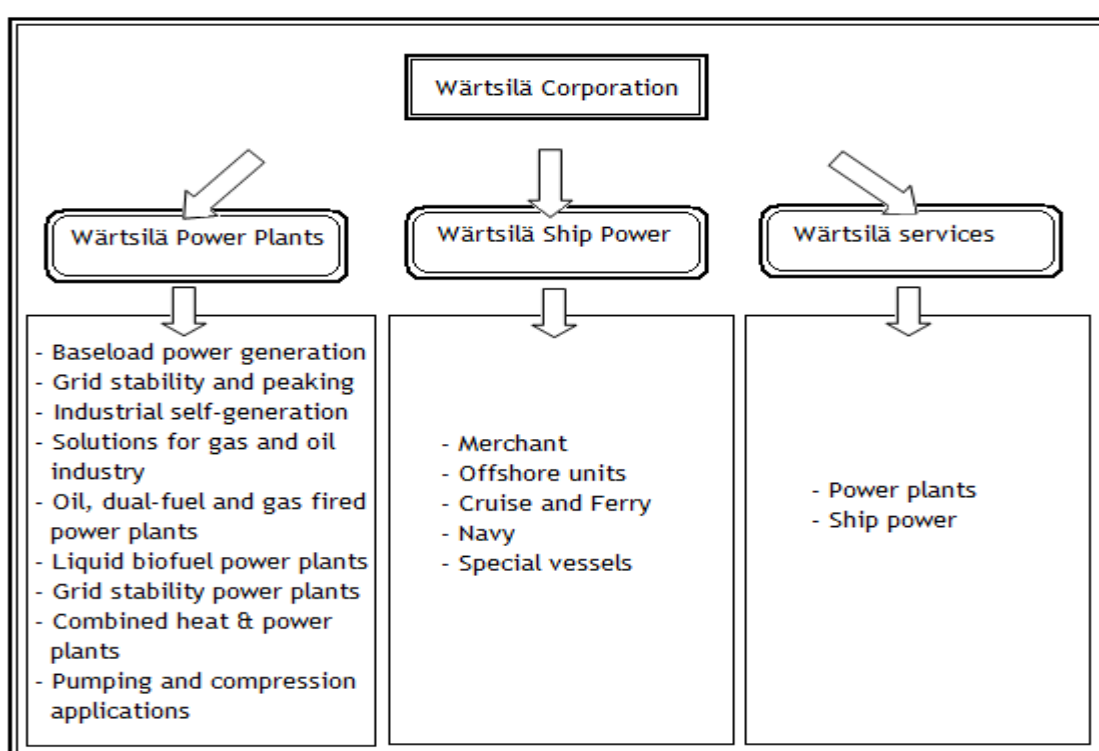 Wärtsilä Corporation
Wärtsilä Power Plants
Wärtsilä Ship Power
Wärtsilä services
- Baseload power generation
- Grid stability and peaking
- Industrial self-generation
- Solutions for gas and oil
industry
- Oil, dual-fuel and gas fired
power plants
- Liquid biofuel power plants
- Grid stability power plants
- Combined heat & power
plants
- Pumping and compression
applications
- Merchant
- Offshore units
- Cruise and Ferry
- Navy
- Special vessels
- Power plants
- Ship power